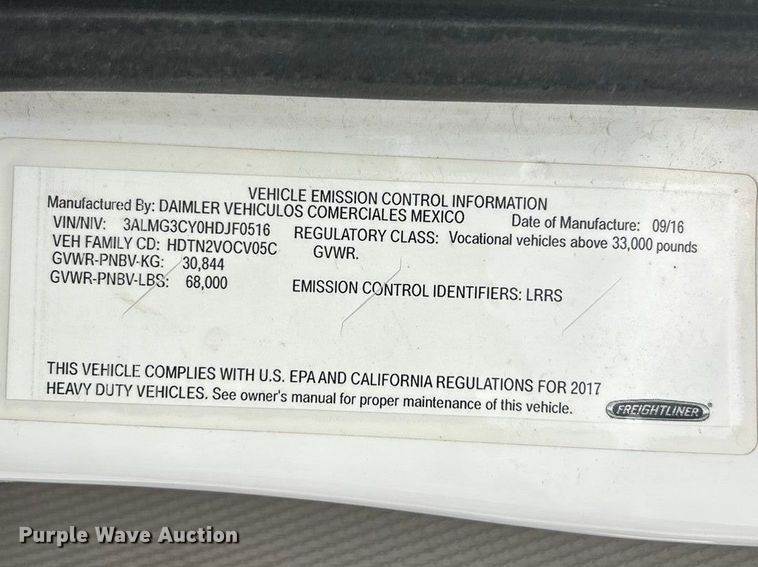 VEHICLE EMISSION CONTROL INFORMATION
Manufactured By: DAIMLER VEHICULOS COMERCIALES MEXICO Date of Manufacture: 09/16
VIN/NIV: 3ALMG3CY0HDJF0516 REGULATORY CLASS: Vocational vehicles above 33,000 pounds
VEH FAMILY CD: HDTN2VOCV05C GVWR.
GVWR-PNBV-KG: 30,844
GVWR-PNBV-LBS: 68,000 EMISSION CONTROL IDENTIFIERS: LRRS
THIS VEHICLE COMPLIES WITH U.S. EPA AND CALIFORNIA REGULATIONS FOR 2017
HEAVY DUTY VEHICLES. See owner's manual for proper maintenance of this vehicle.
FREIGHTLINER
Purple Wave Auction